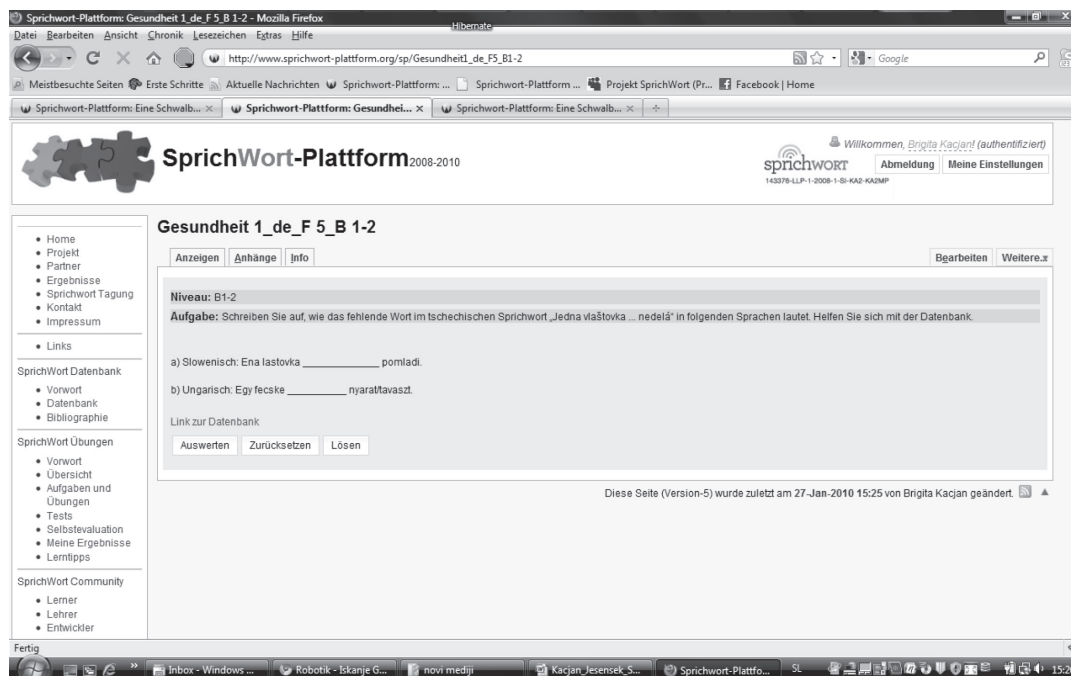 Sprichwort-Plattform: Gesundheit 1_de_F 5_B 1-2 - Mozilla Firefox
Hibernate
Datei Bearbeiten Ansicht Chronik Lesezeichen Extras Hilfe
http://www.sprichwort-plattform.org/sp/Gesundheit1_de_F5_B1-2
Google
Meistbesuchte Seiten Erste Schritte Aktuelle Nachrichten Sprichwort-Plattform: ... Sprichwort-Plattform ... Projekt SprichWort (Pr... Facebook | Home
Sprichwort-Plattform: Eine Schwalb... Sprichwort-Plattform: Gesundhei... Sprichwort-Plattform: Eine Schwalb...
SprichWort-Plattform 2008-2010
Willkommen, Brigita Kacjan! (authentifiziert)
sprichWORT
Abmeldung Meine Einstellungen
143376-LLP-1-2008-1-SI-KA2-KA2MP
Home
Projekt
Partner
Ergebnisse
Sprichwort Tagung
Kontakt
Impressum
Links
SprichWort Datenbank
Vorwort
Datenbank
Bibliographie
SprichWort Übungen
Vorwort
Übersicht
Aufgaben und
Übungen
Tests
Selbstevaluation
Meine Ergebnisse
Lerntipps
SprichWort Community
Lerner
Lehrer
Entwickler
Gesundheit 1_de_F 5_B 1-2
Anzeigen Anhänge Info
Bearbeiten Weitere.x
Niveau: B1-2
Aufgabe: Schreiben Sie auf, wie das fehlende Wort im tschechischen Sprichwort „Jedna vlaštovka ... nedelá“ in folgenden Sprachen lautet. Helfen Sie sich mit der Datenbank.
a) Slowenisch: Ena lastovka ______________ pomladi.
b) Ungarisch: Egy fecske ___________ nyarat/tavaszt.
Link zur Datenbank
Auswerten Zurücksetzen Lösen
Diese Seite (Version-5) wurde zuletzt am 27-Jan-2010 15:25 von Brigita Kacjan geändert.
Fertig
Inbox - Windows ... Robotik - Iskanje G... novi mediji Kacjan_Jesensek_S... Sprichwort-Plattfo... SL